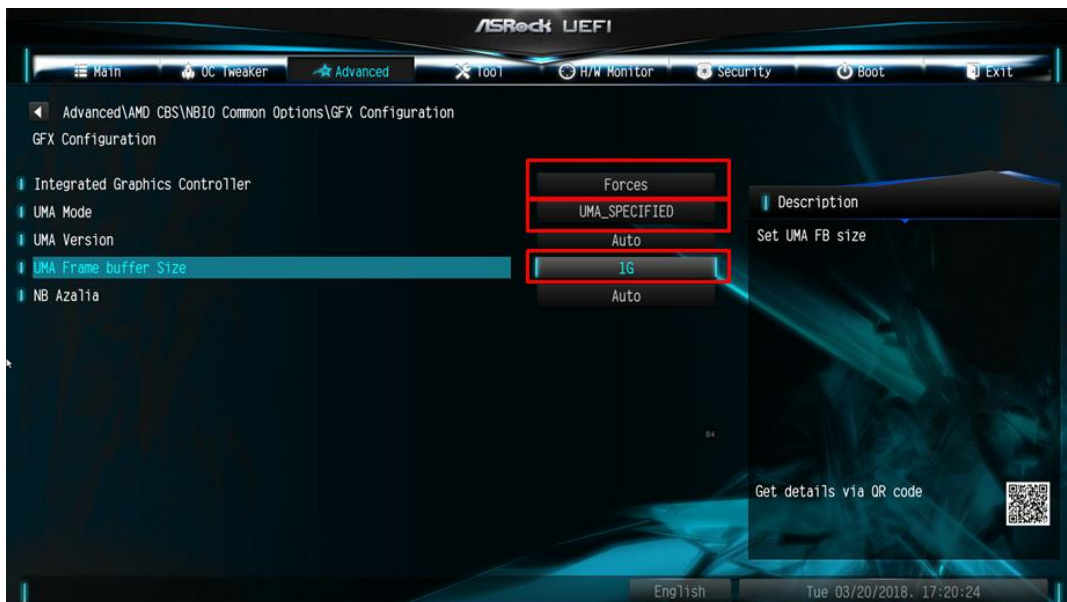 ASRock UEFI
Main OC Tweaker Advanced Tool H/W Monitor Security Boot Exit
Advanced\AMD CBS\NBIO Common Options\GFX Configuration
GFX Configuration
Integrated Graphics Controller Forces
UMA Mode UMA_SPECIFIED
UMA Version Auto
UMA Frame buffer Size 1G
NB Azalia Auto
Description
Set UMA FB size
B4
Get details via QR code
English Tue 03/20/2018. 17:20:24